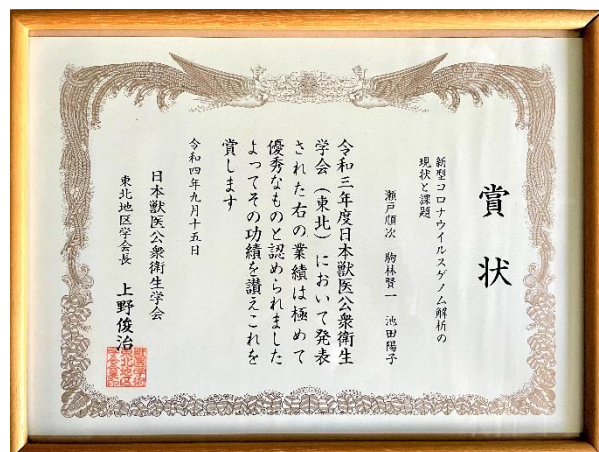 賞状
新型コロナウイルスゲノム解析の
現状と課題
瀬戸順次 駒林賢一 池田陽子
令和三年度日本獣医公衆衛生
学会（東北）において発表
された右の業績は極めて
優秀なものと認められました
よってその功績を讃えこれを
賞します
令和四年九月十五日
日本獣医公衆衛生学会
東北地区学会長 上野俊治